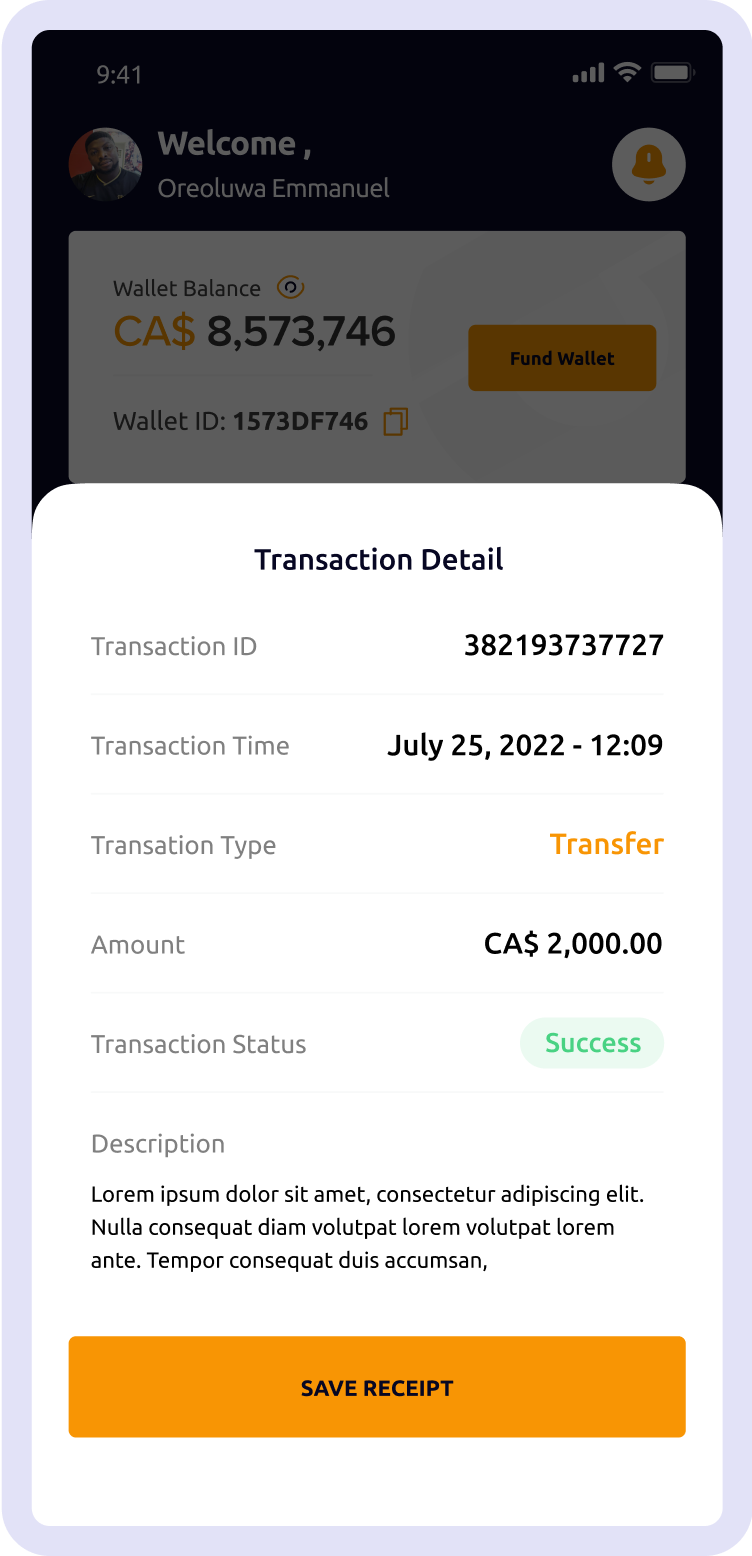 9:41
Welcome ,
Oreoluwa Emmanuel
Wallet Balance
CA$ 8,573,746
Fund Wallet
Wallet ID: 1573DF746
Transaction Detail
Transaction ID 382193737727
Transaction Time July 25, 2022 - 12:09
Transation Type Transfer
Amount CA$ 2,000.00
Transaction Status Success
Description
Lorem ipsum dolor sit amet, consectetur adipiscing elit.
Nulla consequat diam volutpat lorem volutpat lorem
ante. Tempor consequat duis accumsan,
SAVE RECEIPT